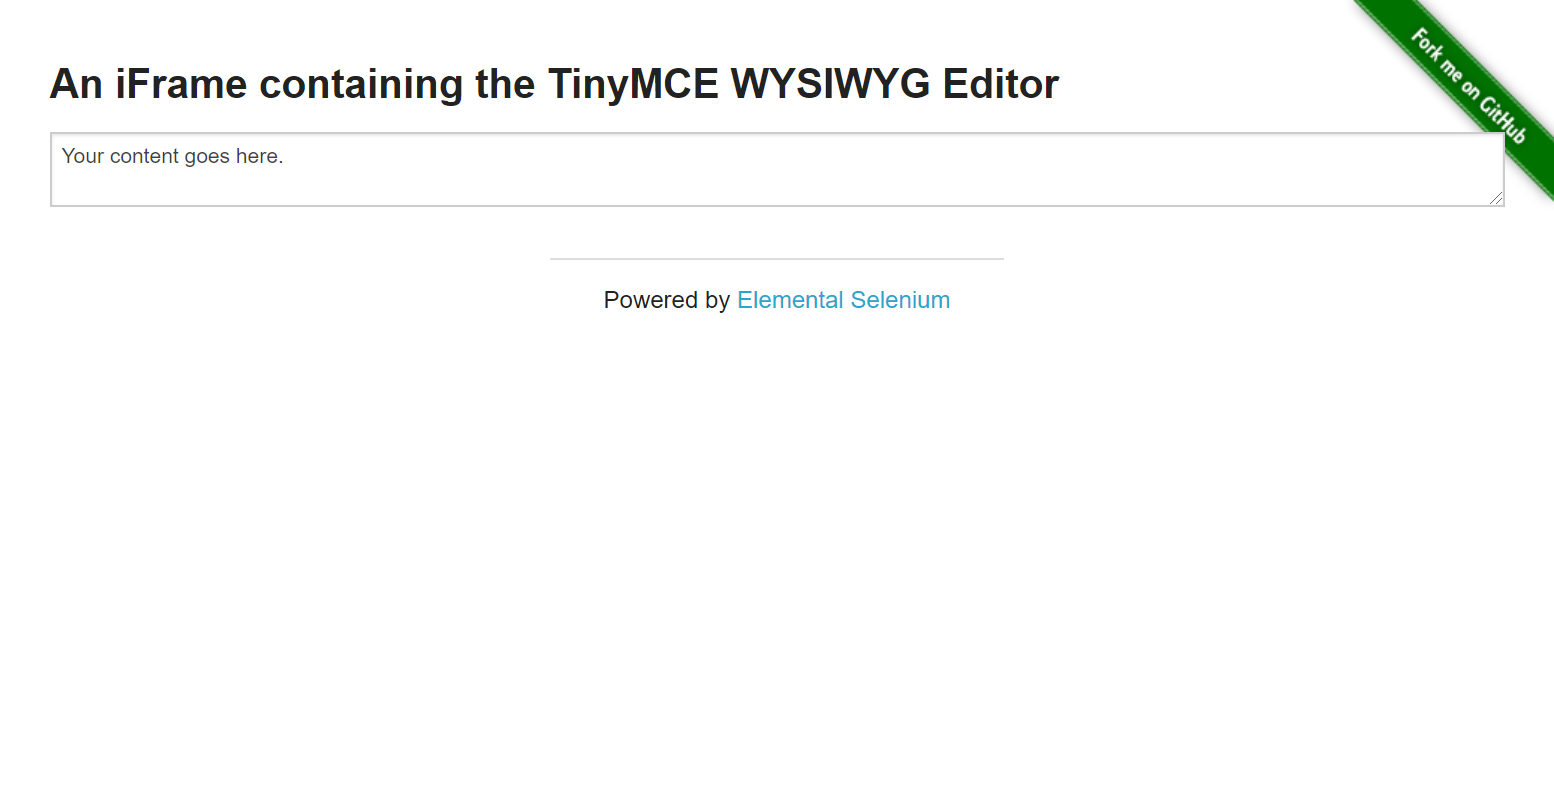 Fork me on GitHub
An iFrame containing the TinyMCE WYSIWYG Editor
Your content goes here.
Powered by Elemental Selenium